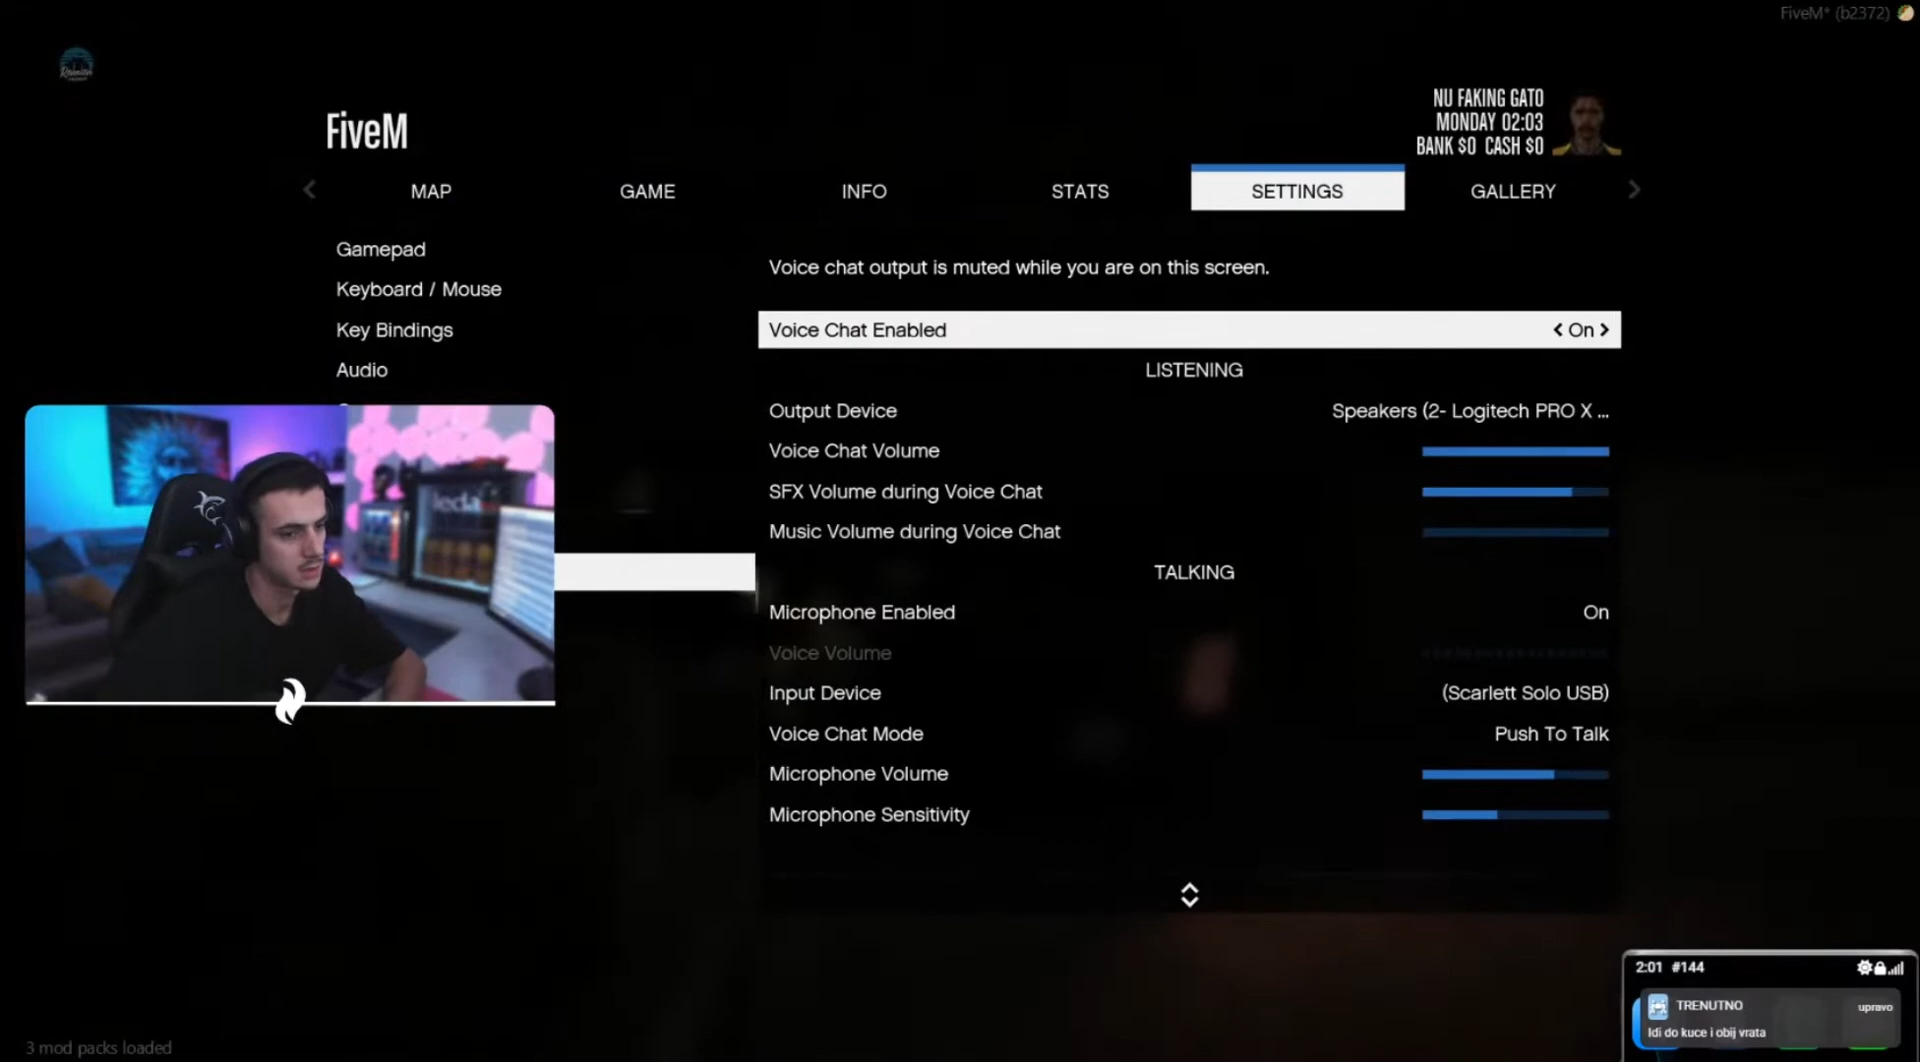 FiveM* (b2372)
FiveM
NU FAKING GATO
MONDAY 02:03
BANK $0 CASH $0
MAP
GAME
INFO
STATS
SETTINGS
GALLERY
Gamepad
Keyboard / Mouse
Key Bindings
Audio
Voice chat output is muted while you are on this screen.
Voice Chat Enabled
On
LISTENING
Output Device
Speakers (2- Logitech PRO X ...
Voice Chat Volume
SFX Volume during Voice Chat
Music Volume during Voice Chat
TALKING
Microphone Enabled
On
Voice Volume
Input Device
(Scarlett Solo USB)
Voice Chat Mode
Push To Talk
Microphone Volume
Microphone Sensitivity
leda
2:01 #144
TRENUTNO
upravo
Idi do kuce i obij vrata
3 mod packs loaded